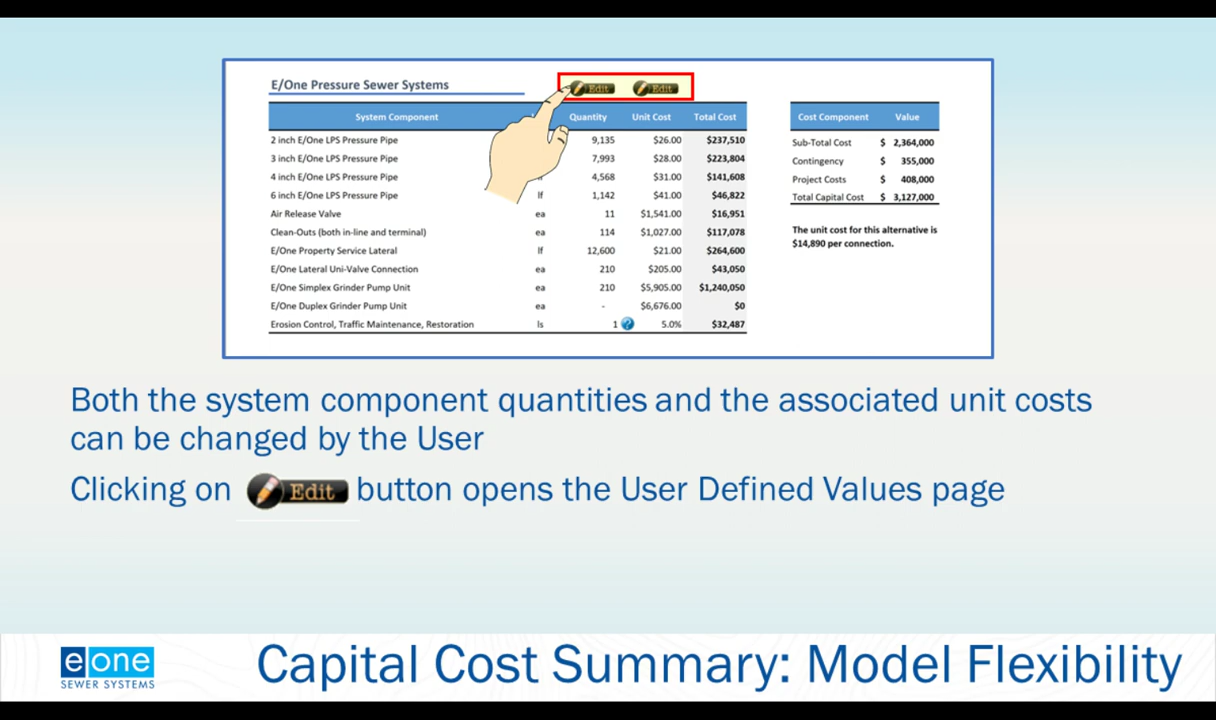 E/One Pressure Sewer Systems
Edit Edit
System Component Quantity Unit Cost Total Cost
2 inch E/One LPS Pressure Pipe 9,135 $26.00 $237,510
3 inch E/One LPS Pressure Pipe 7,993 $28.00 $223,804
4 inch E/One LPS Pressure Pipe 4,568 $31.00 $141,608
6 inch E/One LPS Pressure Pipe lf 1,142 $41.00 $46,822
Air Release Valve ea 11 $1,541.00 $16,951
Clean-Outs (both in-line and terminal) ea 114 $1,027.00 $117,078
E/One Property Service Lateral lf 12,600 $21.00 $264,600
E/One Lateral Uni-Valve Connection ea 210 $205.00 $43,050
E/One Simplex Grinder Pump Unit ea 210 $5,905.00 $1,240,050
E/One Duplex Grinder Pump Unit ea - $6,676.00 $0
Erosion Control, Traffic Maintenance, Restoration ls 1 ? 5.0% $32,487
Cost Component Value
Sub-Total Cost $ 2,364,000
Contingency $ 355,000
Project Costs $ 408,000
Total Capital Cost $ 3,127,000
The unit cost for this alternative is
$14,890 per connection.
Both the system component quantities and the associated unit costs
can be changed by the User
Clicking on Edit button opens the User Defined Values page
e one
SEWER SYSTEMS
Capital Cost Summary: Model Flexibility